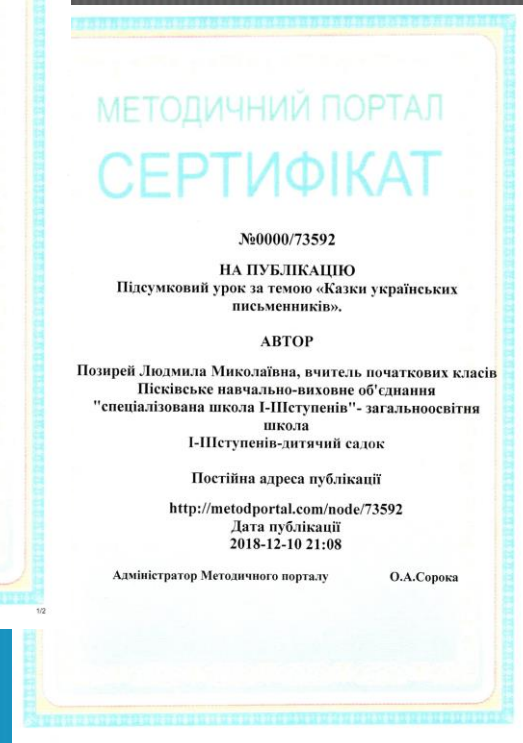 МЕТОДИЧНИЙ ПОРТАЛ
СЕРТИФІКАТ
№0000/73592
НА ПУБЛІКАЦІЮ
Підсумковий урок за темою «Казки українських
письменників».
АВТОР
Позирей Людмила Миколаївна, вчитель початкових класів
Пісківське навчально-виховне об'єднання
"спеціалізована школа І-ІІІступенів"- загальноосвітня
школа
І-ІІІступенів-дитячий садок
Постійна адреса публікації
http://metodportal.com/node/73592
Дата публікації
2018-12-10 21:08
Адміністратор Методичного порталу О.А.Сорока
1/2